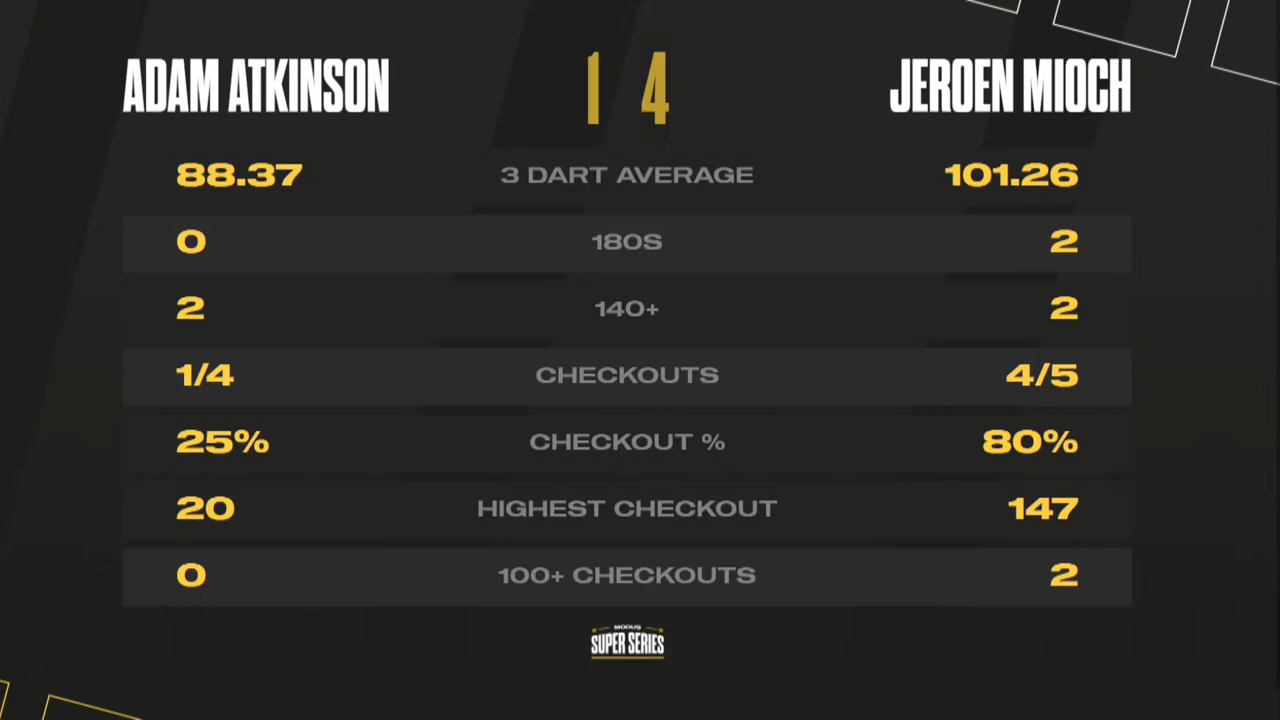 ADAM ATKINSON 1 4 JEROEN MIOCH
88.37 3 DART AVERAGE 101.26
0 180S 2
2 140+ 2
1/4 CHECKOUTS 4/5
25% CHECKOUT % 80%
20 HIGHEST CHECKOUT 147
0 100+ CHECKOUTS 2
MODUS
SUPER SERIES